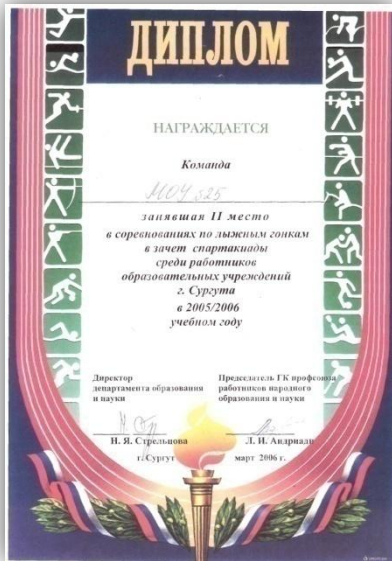 ДИПЛОМ
НАГРАЖДАЕТСЯ
Команда
МОУ
занявшая II место
в соревнованиях по лыжным гонкам
в зачет спартакиады
среди работников
образовательных учреждений
г. Сургута
в 2005/2006
учебном году
Директор
департамента образования
и науки
Председатель ГК профсоюза
работников народного
образования и науки
Н. Я. Стрельцова
Л. И. Андриади
г. Сургут
март 2006 г.